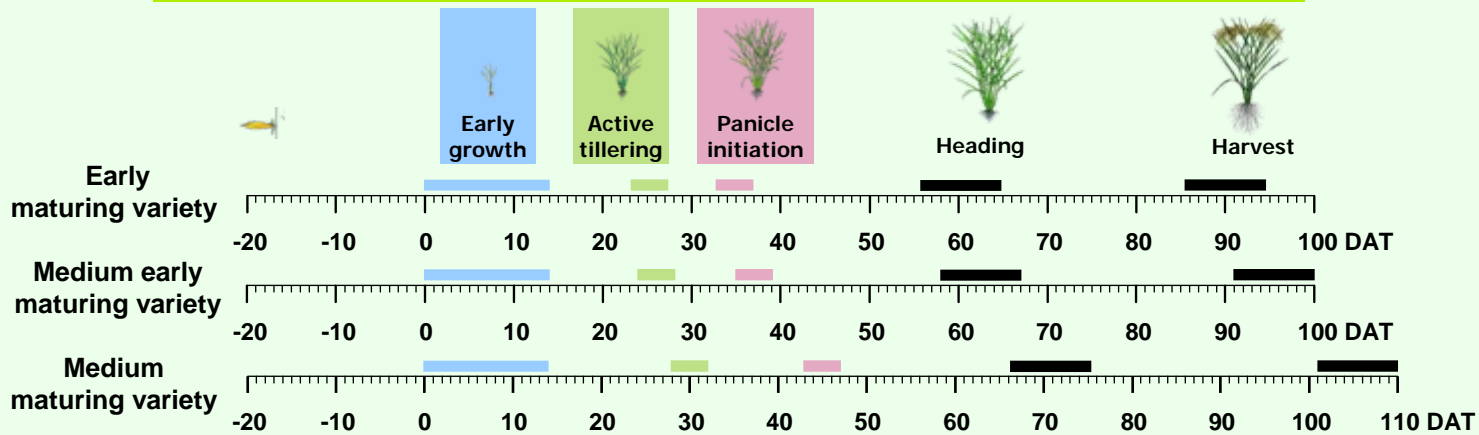 Early
growth
Active
tillering
Panicle
initiation
Heading
Harvest
Early
maturing variety
-20 -10 0 10 20 30 40 50 60 70 80 90 100 DAT
Medium early
maturing variety
-20 -10 0 10 20 30 40 50 60 70 80 90 100 DAT
Medium
maturing variety
-20 -10 0 10 20 30 40 50 60 70 80 90 100 110 DAT